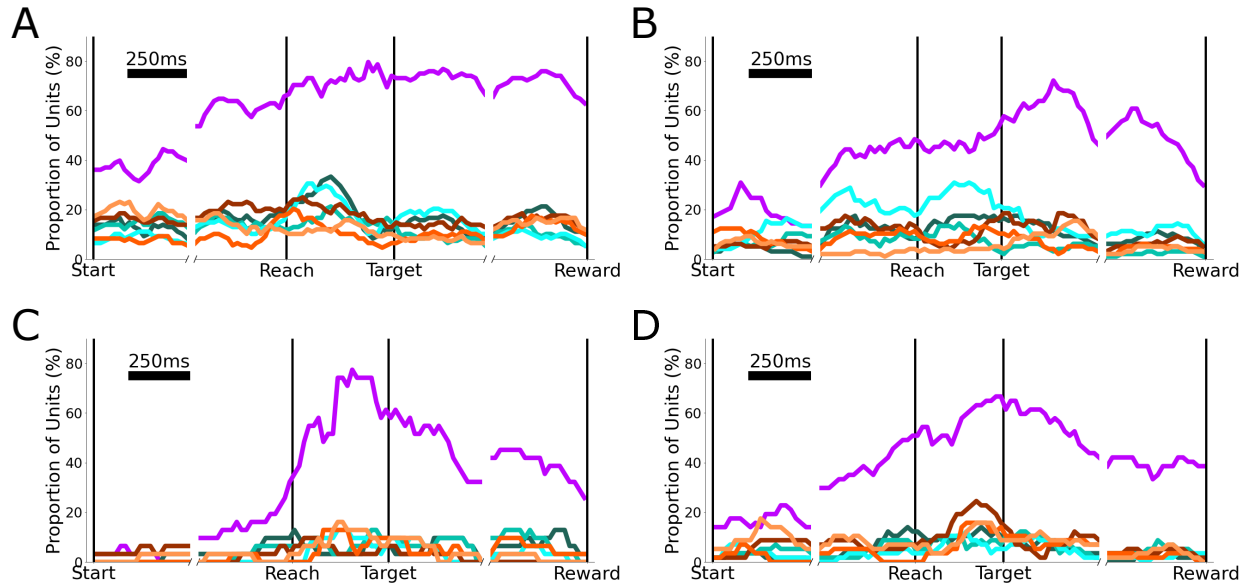 A
Proportion of Units (%)
80
60
40
20
0
250ms
Start
Reach
Target
Reward
B
Proportion of Units (%)
80
60
40
20
0
250ms
Start
Reach
Target
Reward
C
Proportion of Units (%)
80
60
40
20
0
250ms
Start
Reach
Target
Reward
D
Proportion of Units (%)
80
60
40
20
0
250ms
Start
Reach
Target
Reward